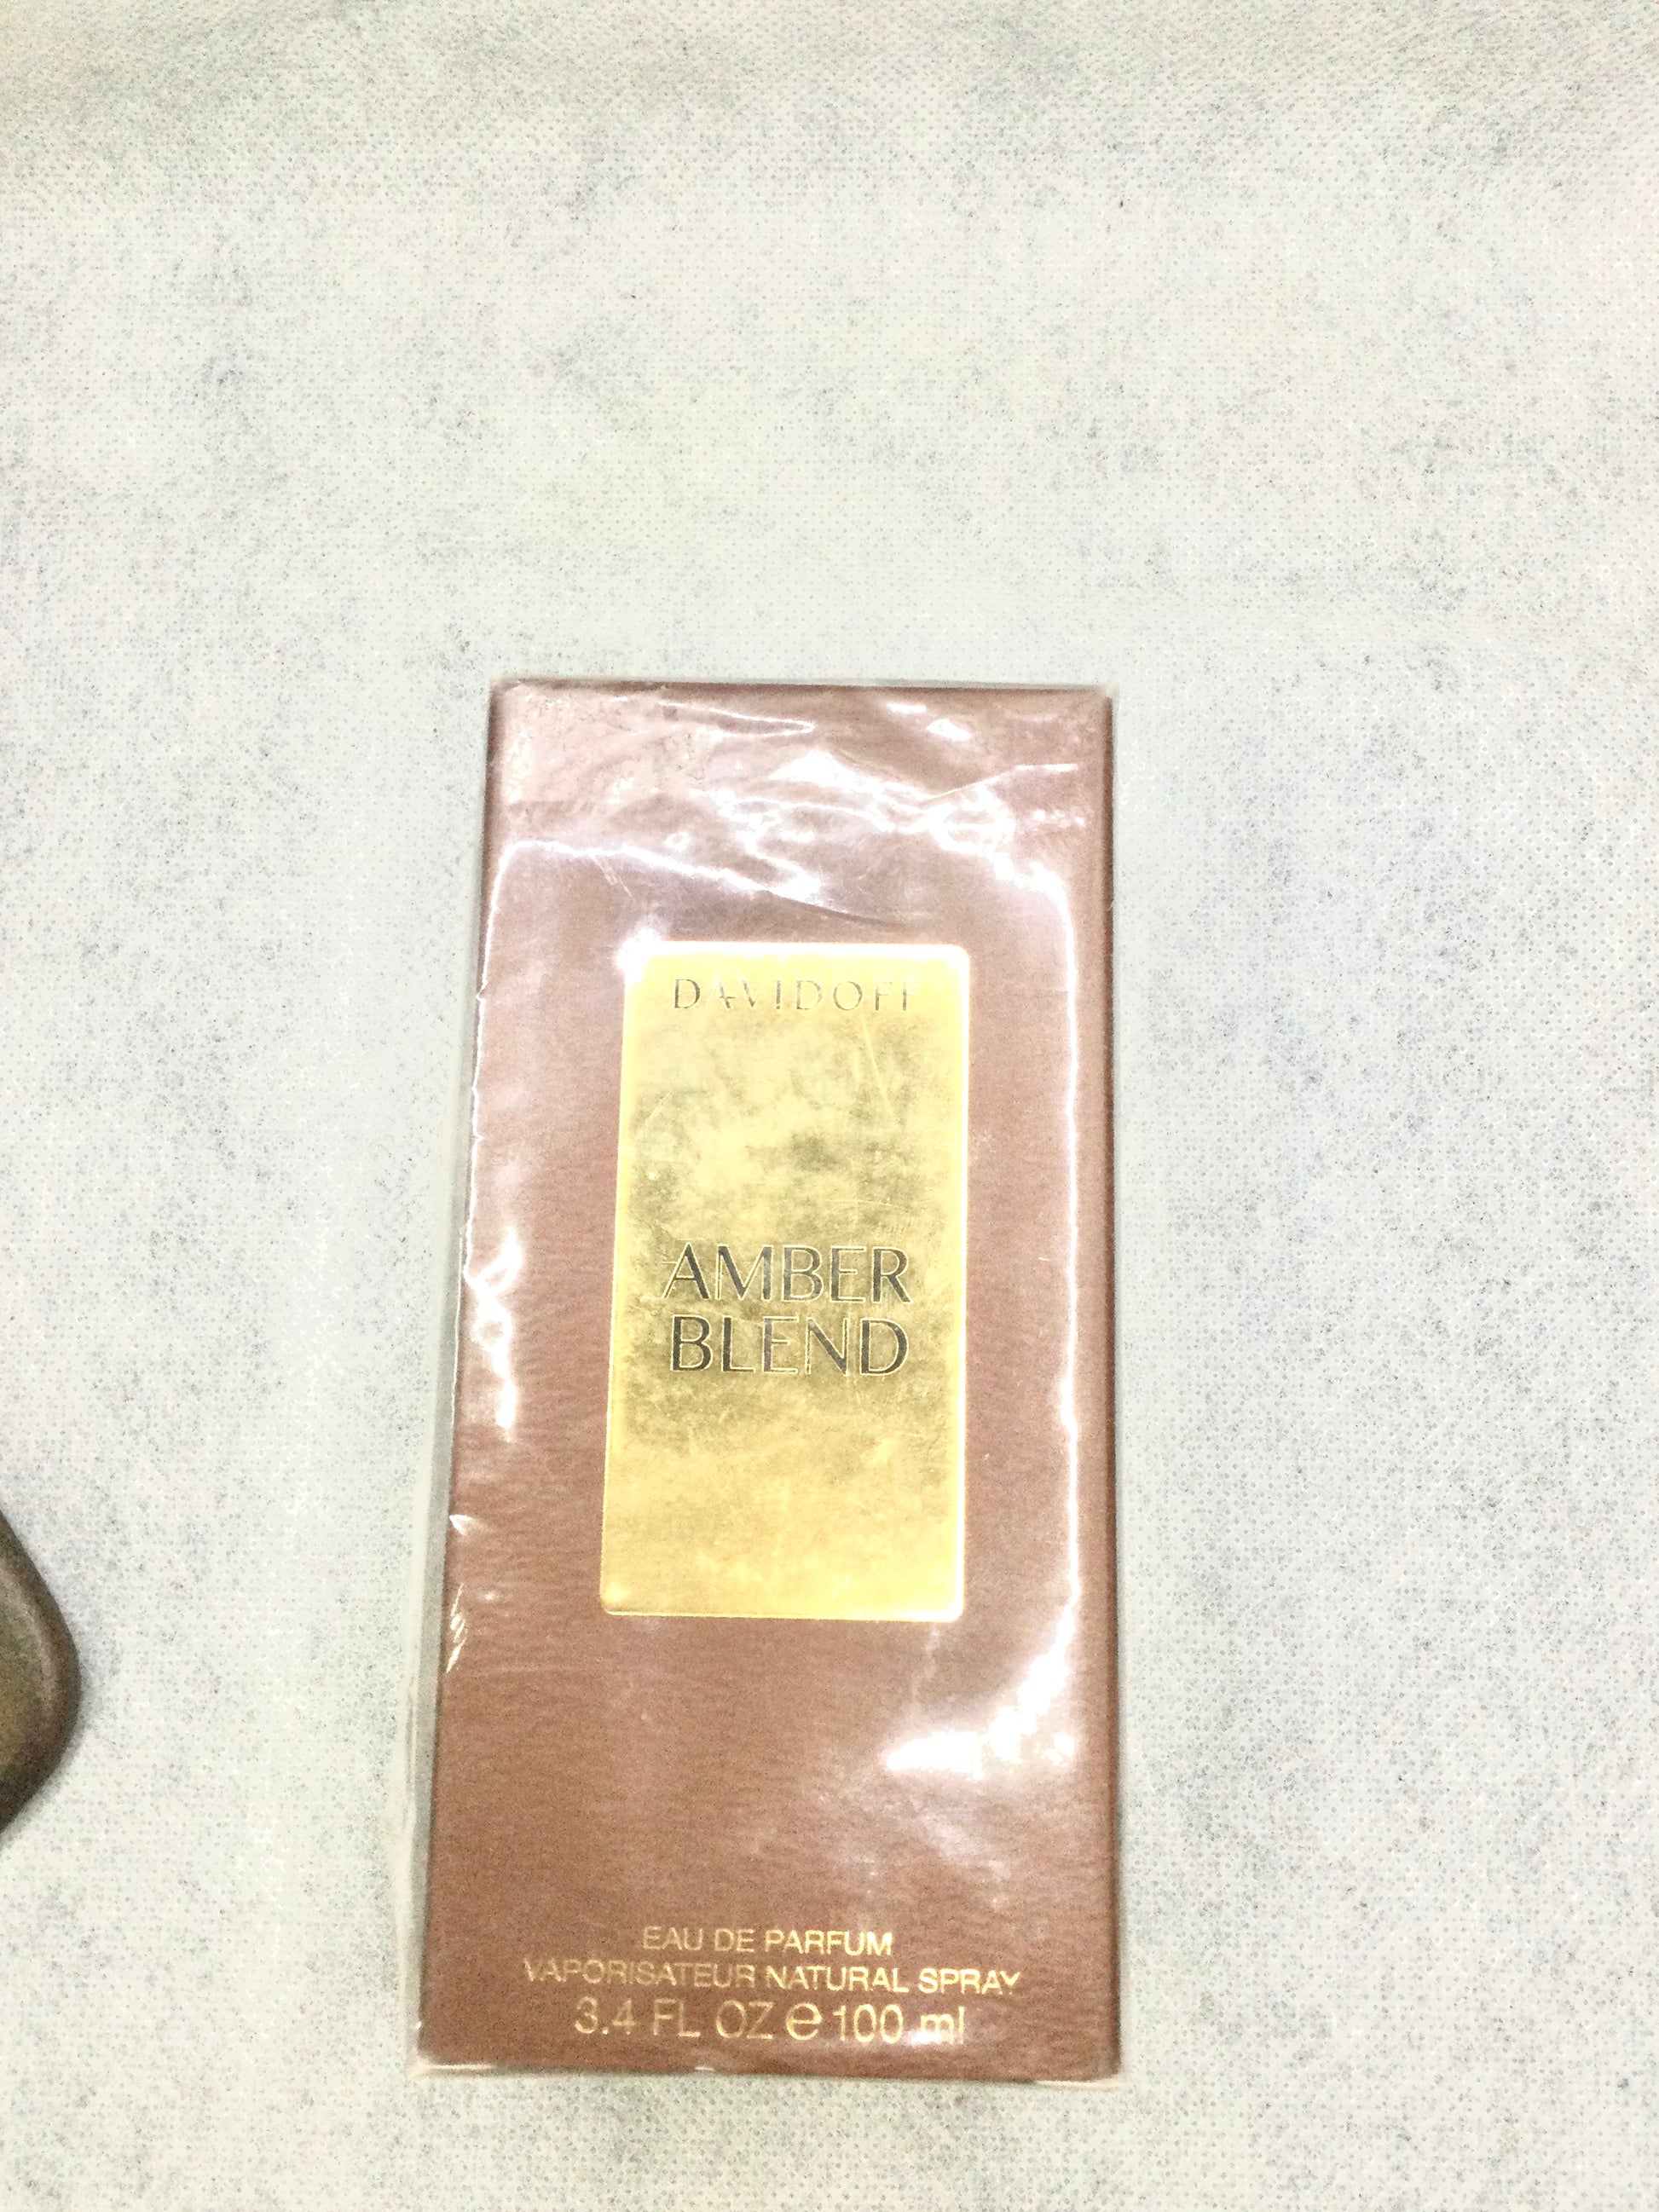 DAVIDOFF
AMBER
BLEND
EAU DE PARFUM
VAPORISATEUR NATURAL SPRAY
3.4 FL OZ e 100 ml